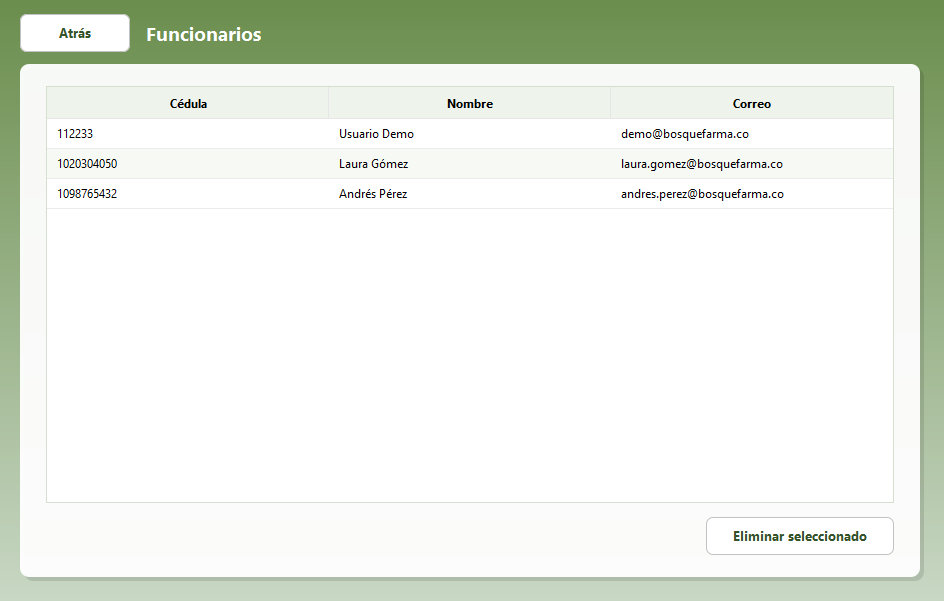 Atrás Funcionarios
Cédula Nombre Correo
112233 Usuario Demo demo@bosquefarma.co
1020304050 Laura Gómez laura.gomez@bosquefarma.co
1098765432 Andrés Pérez andres.perez@bosquefarma.co
Eliminar seleccionado